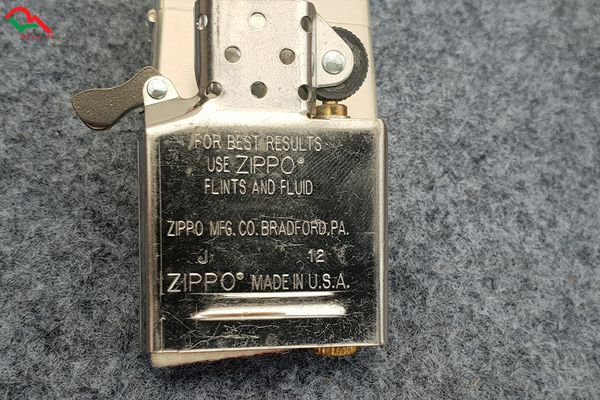 FOR BEST RESULTS
USE ZIPPO®
FLINTS AND FLUID
ZIPPO MFG. CO. BRADFORD, PA.
J 12
ZIPPO® MADE IN U.S.A.